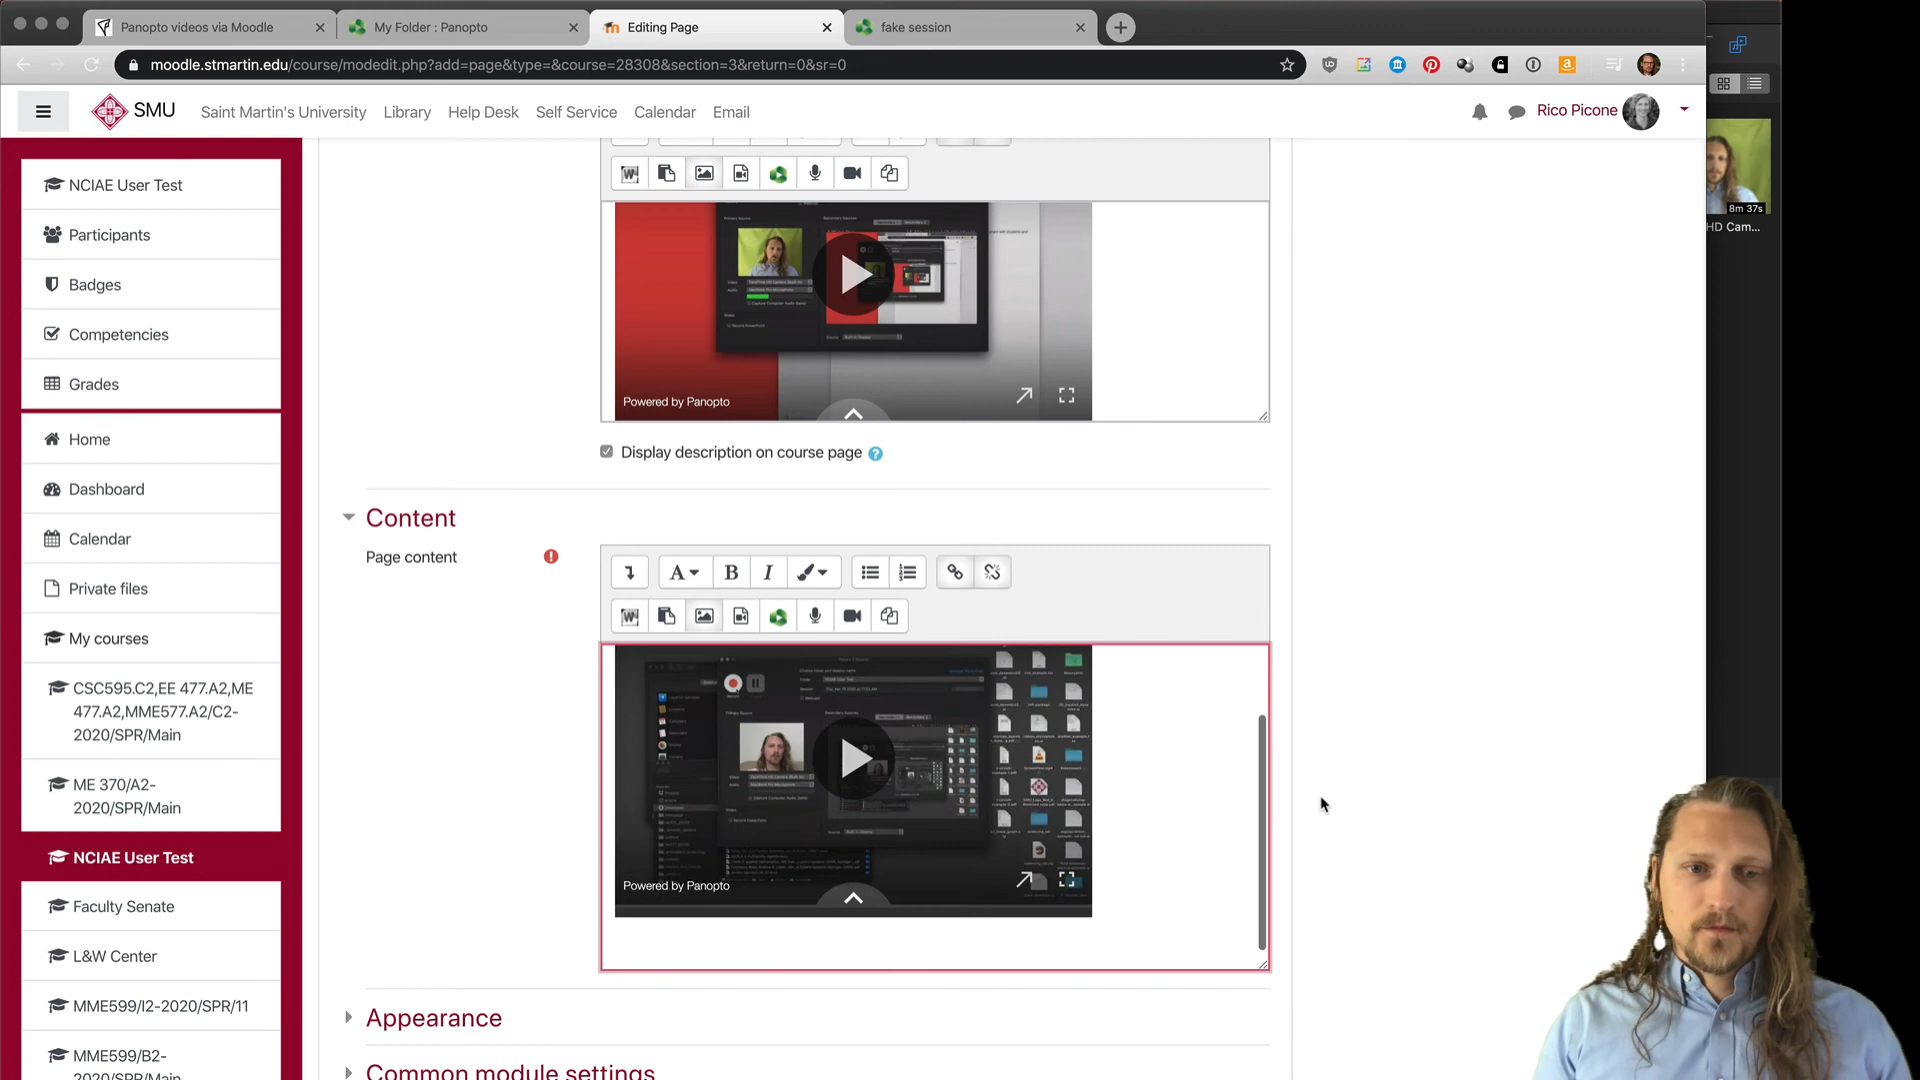 Panopto videos via Moodle
My Folder : Panopto
Editing Page
fake session
moodle.stmartin.edu/course/modedit.php?add=page&type=&course=28308&section=3&return=0&sr=0
SMU
Saint Martin's University
Library
Help Desk
Self Service
Calendar
Email
Rico Picone
8m 37s
HD Cam...
NCIAE User Test
Participants
Badges
Competencies
Grades
Home
Dashboard
Calendar
Private files
My courses
CSC595.C2,EE 477.A2,ME
477.A2,MME577.A2/C2-
2020/SPR/Main
ME 370/A2-
2020/SPR/Main
NCIAE User Test
Faculty Senate
L&W Center
MME599/I2-2020/SPR/11
MME599/B2-
2020/SPR/Main
Powered by Panopto
Display description on course page
Content
Page content
A
B
I
W
Powered by Panopto
Appearance
Common module settings